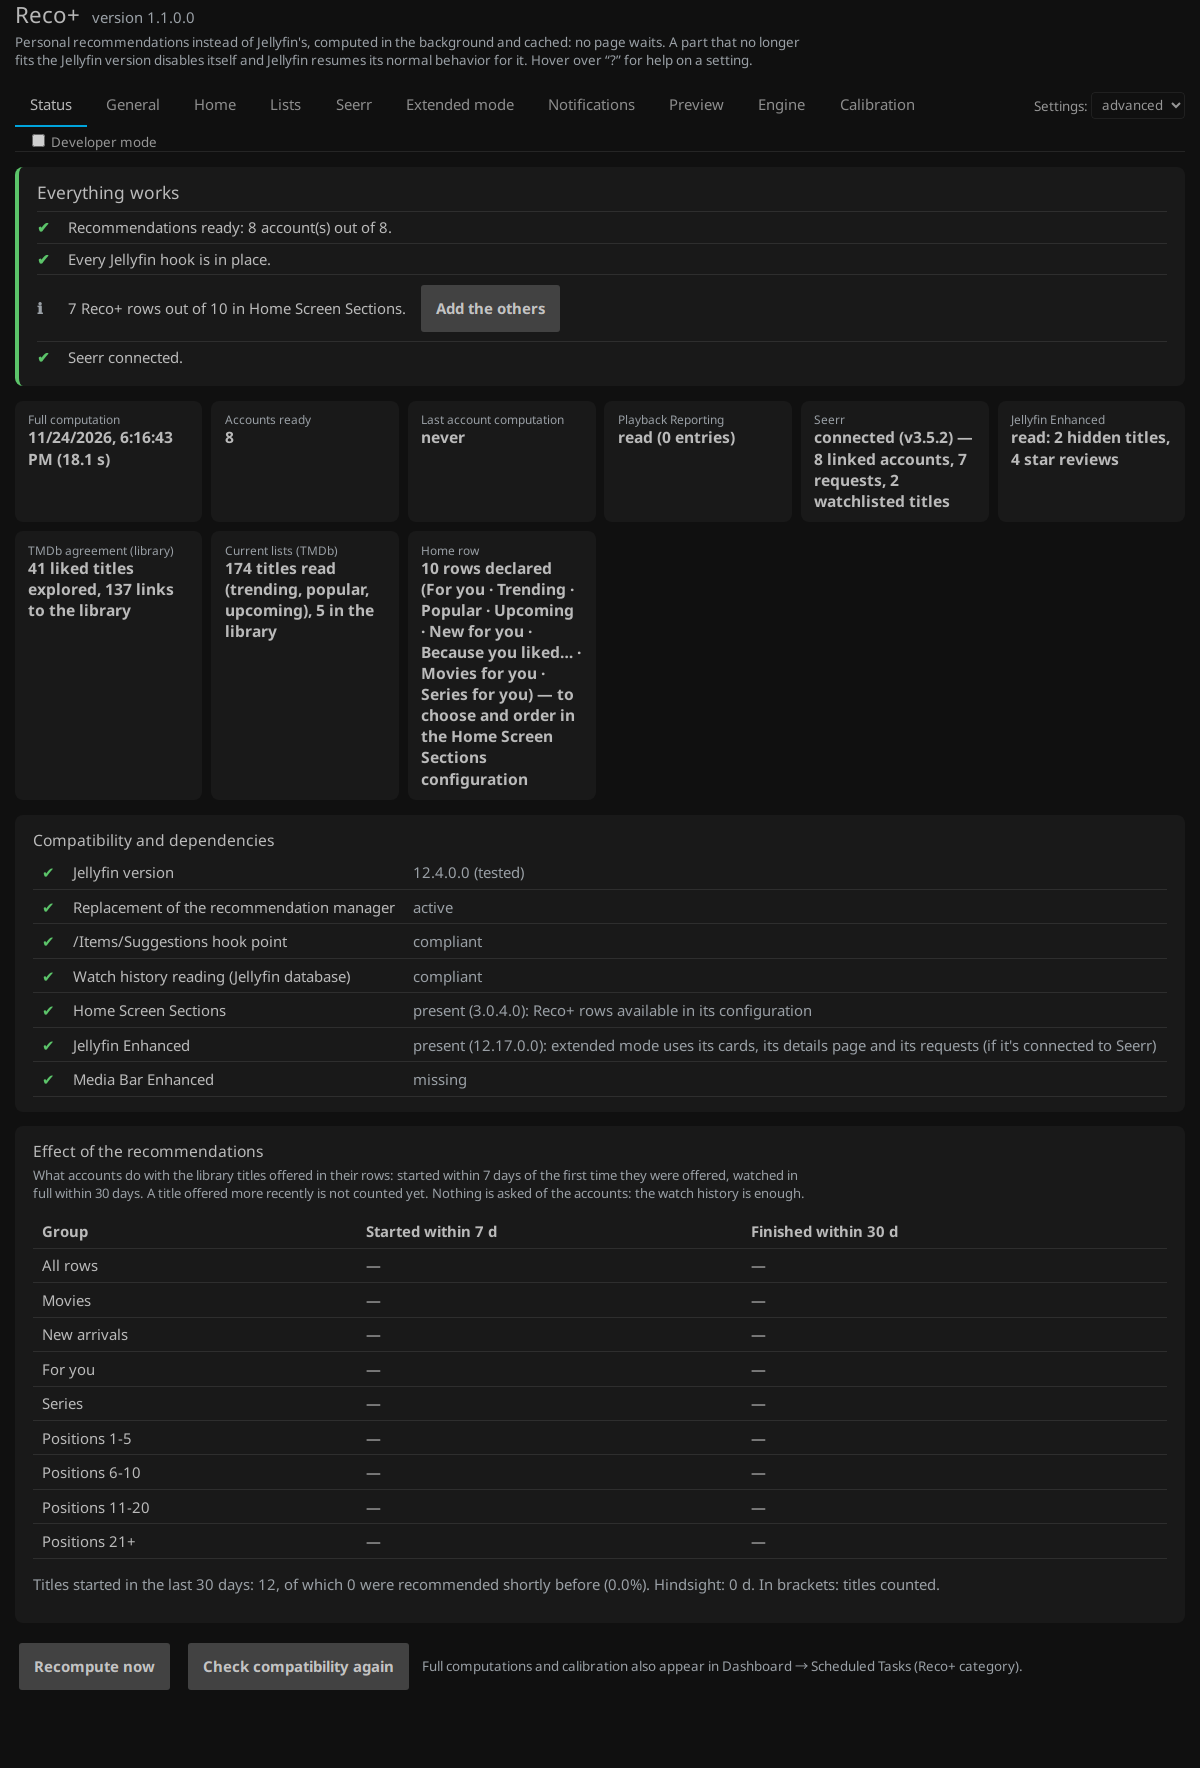 Reco+ version 1.1.0.0
Personal recommendations instead of Jellyfin's, computed in the background and cached: no page waits. A part that no longer
fits the Jellyfin version disables itself and Jellyfin resumes its normal behavior for it. Hover over “?” for help on a setting.
Status General Home Lists Seerr Extended mode Notifications Preview Engine Calibration Settings: advanced
Developer mode
Everything works
✔ Recommendations ready: 8 account(s) out of 8.
✔ Every Jellyfin hook is in place.
ℹ 7 Reco+ rows out of 10 in Home Screen Sections. Add the others
✔ Seerr connected.
Full computation
11/24/2026, 6:16:43
PM (18.1 s)
Accounts ready
8
Last account computation
never
Playback Reporting
read (0 entries)
Seerr
connected (v3.5.2) —
8 linked accounts, 7
requests, 2
watchlisted titles
Jellyfin Enhanced
read: 2 hidden titles,
4 star reviews
TMDb agreement (library)
41 liked titles
explored, 137 links
to the library
Current lists (TMDb)
174 titles read
(trending, popular,
upcoming), 5 in the
library
Home row
10 rows declared
(For you · Trending ·
Popular · Upcoming
· New for you ·
Because you liked… ·
Movies for you ·
Series for you) — to
choose and order in
the Home Screen
Sections
configuration
Compatibility and dependencies
✔ Jellyfin version 12.4.0.0 (tested)
✔ Replacement of the recommendation manager active
✔ /Items/Suggestions hook point compliant
✔ Watch history reading (Jellyfin database) compliant
✔ Home Screen Sections present (3.0.4.0): Reco+ rows available in its configuration
✔ Jellyfin Enhanced present (12.17.0.0): extended mode uses its cards, its details page and its requests (if it's connected to Seerr)
✔ Media Bar Enhanced missing
Effect of the recommendations
What accounts do with the library titles offered in their rows: started within 7 days of the first time they were offered, watched in
full within 30 days. A title offered more recently is not counted yet. Nothing is asked of the accounts: the watch history is enough.
Group Started within 7 d Finished within 30 d
All rows — —
Movies — —
New arrivals — —
For you — —
Series — —
Positions 1-5 — —
Positions 6-10 — —
Positions 11-20 — —
Positions 21+ — —
Titles started in the last 30 days: 12, of which 0 were recommended shortly before (0.0%). Hindsight: 0 d. In brackets: titles counted.
Recompute now Check compatibility again Full computations and calibration also appear in Dashboard → Scheduled Tasks (Reco+ category).